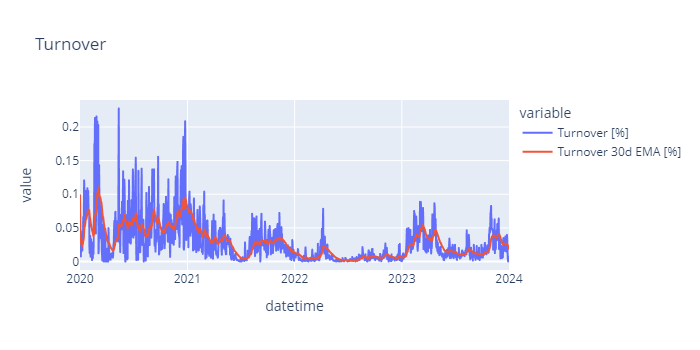 Turnover
variable
Turnover [%]
Turnover 30d EMA [%]
value
0.2
0.15
0.1
0.05
0
2020
2021
2022
2023
2024
datetime